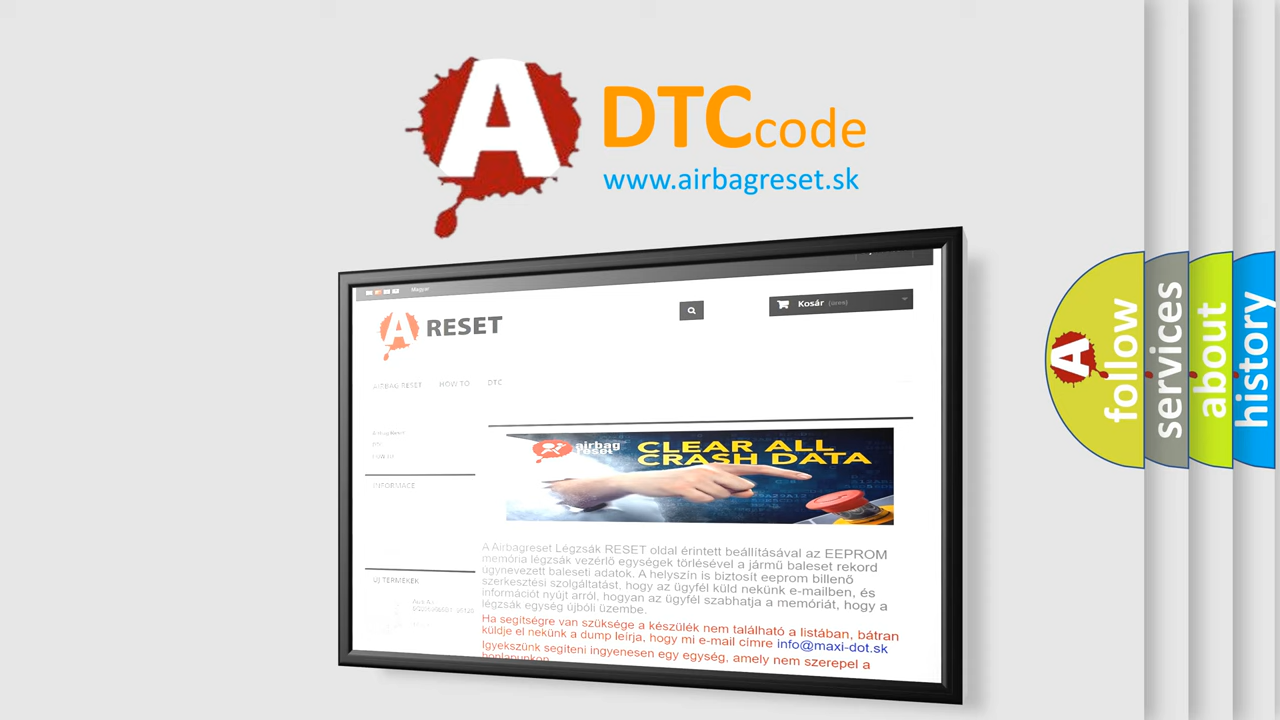 A DTC code
www.airbagreset.sk
Magyar
A RESET
Kosár (üres)
AIRBAG RESET HOW TO DTC
INFORMACE
airbag
reset
CLEAR ALL
CRASH DATA
A Airbagreset Légzsák RESET oldal érintett beállításával az EEPROM
memória légzsák vezérlő egységek törlésével a jármű baleset rekord
úgynevezett baleseti adatok. A helyszín is biztosít eeprom billenő
szerkesztési szolgáltatást, hogy az ügyfél küld nekünk e-mailben, és
információt nyújt arról, hogyan az ügyfél szabhatja a memóriát, hogy a
légzsák egység újbóli üzembe.
Ha segítségre van szüksége a készülék nem található a listában, bátran
küldje el nekünk a dump leírja, hogy mi e-mail címre info@maxi-dot.sk
Igyekszünk segíteni ingyenesen egy egység, amely nem szerepel a
honlapunkon
ÚJ TERMÉKEK
A
follow
services
about
history